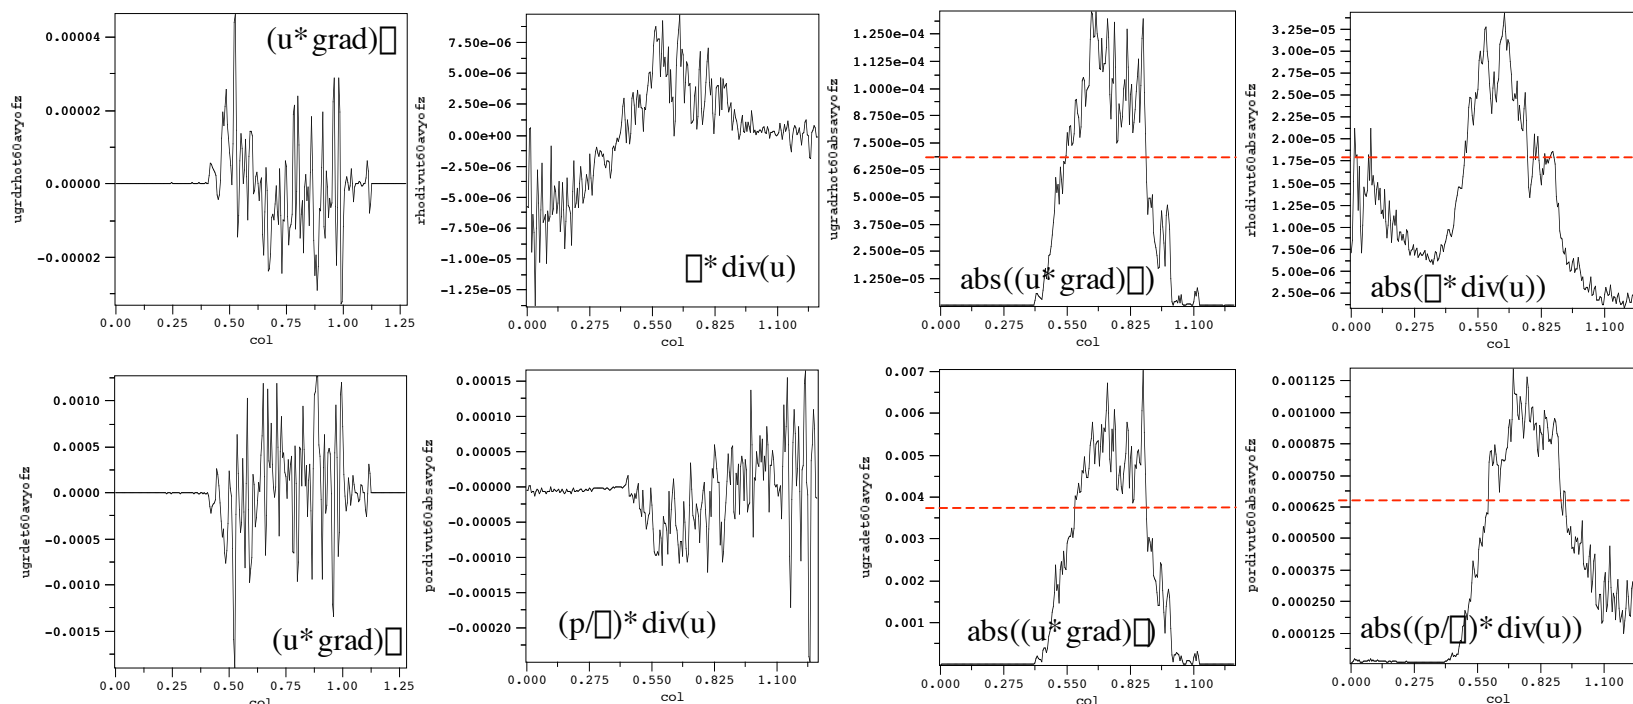 0.00004
0.00002
0.00000
-0.00002
ugrdrhot60avyofz
(u*grad)▯
0.00 0.25 0.50 0.75 1.00 1.25
col
7.50e-06
5.00e-06
2.50e-06
0.00e+00
-2.50e-06
-5.00e-06
-7.50e-06
-1.00e-05
-1.25e-05
rhodivut60avyofz
▯*div(u)
0.000 0.275 0.550 0.825 1.100
col
1.250e-04
1.125e-04
1.000e-04
8.750e-05
7.500e-05
6.250e-05
5.000e-05
3.750e-05
2.500e-05
1.250e-05
ugradrhot60absavyofz
abs((u*grad)▯)
0.000 0.275 0.550 0.825 1.100
col
3.25e-05
3.00e-05
2.75e-05
2.50e-05
2.25e-05
2.00e-05
1.75e-05
1.50e-05
1.25e-05
1.00e-05
7.50e-06
5.00e-06
2.50e-06
rhodivut60absavyofz
abs(▯*div(u))
0.000 0.275 0.550 0.825 1.100
col
0.0010
0.0005
0.0000
-0.0005
-0.0010
-0.0015
ugrdet60avyofz
(u*grad)▯
0.00 0.25 0.50 0.75 1.00 1.25
col
0.00015
0.00010
0.00005
-0.00000
-0.00005
-0.00010
-0.00015
-0.00020
pordivut60avyofz
(p/▯)*div(u)
0.000 0.275 0.550 0.825 1.100
col
0.007
0.006
0.005
0.004
0.003
0.002
0.001
ugradet60absavyofz
abs((u*grad)▯)
0.000 0.275 0.550 0.825 1.100
col
0.001125
0.001000
0.000875
0.000750
0.000625
0.000500
0.000375
0.000250
0.000125
pordivut60absavyofz
abs((p/▯)*div(u))
0.000 0.275 0.550 0.825 1.100
col